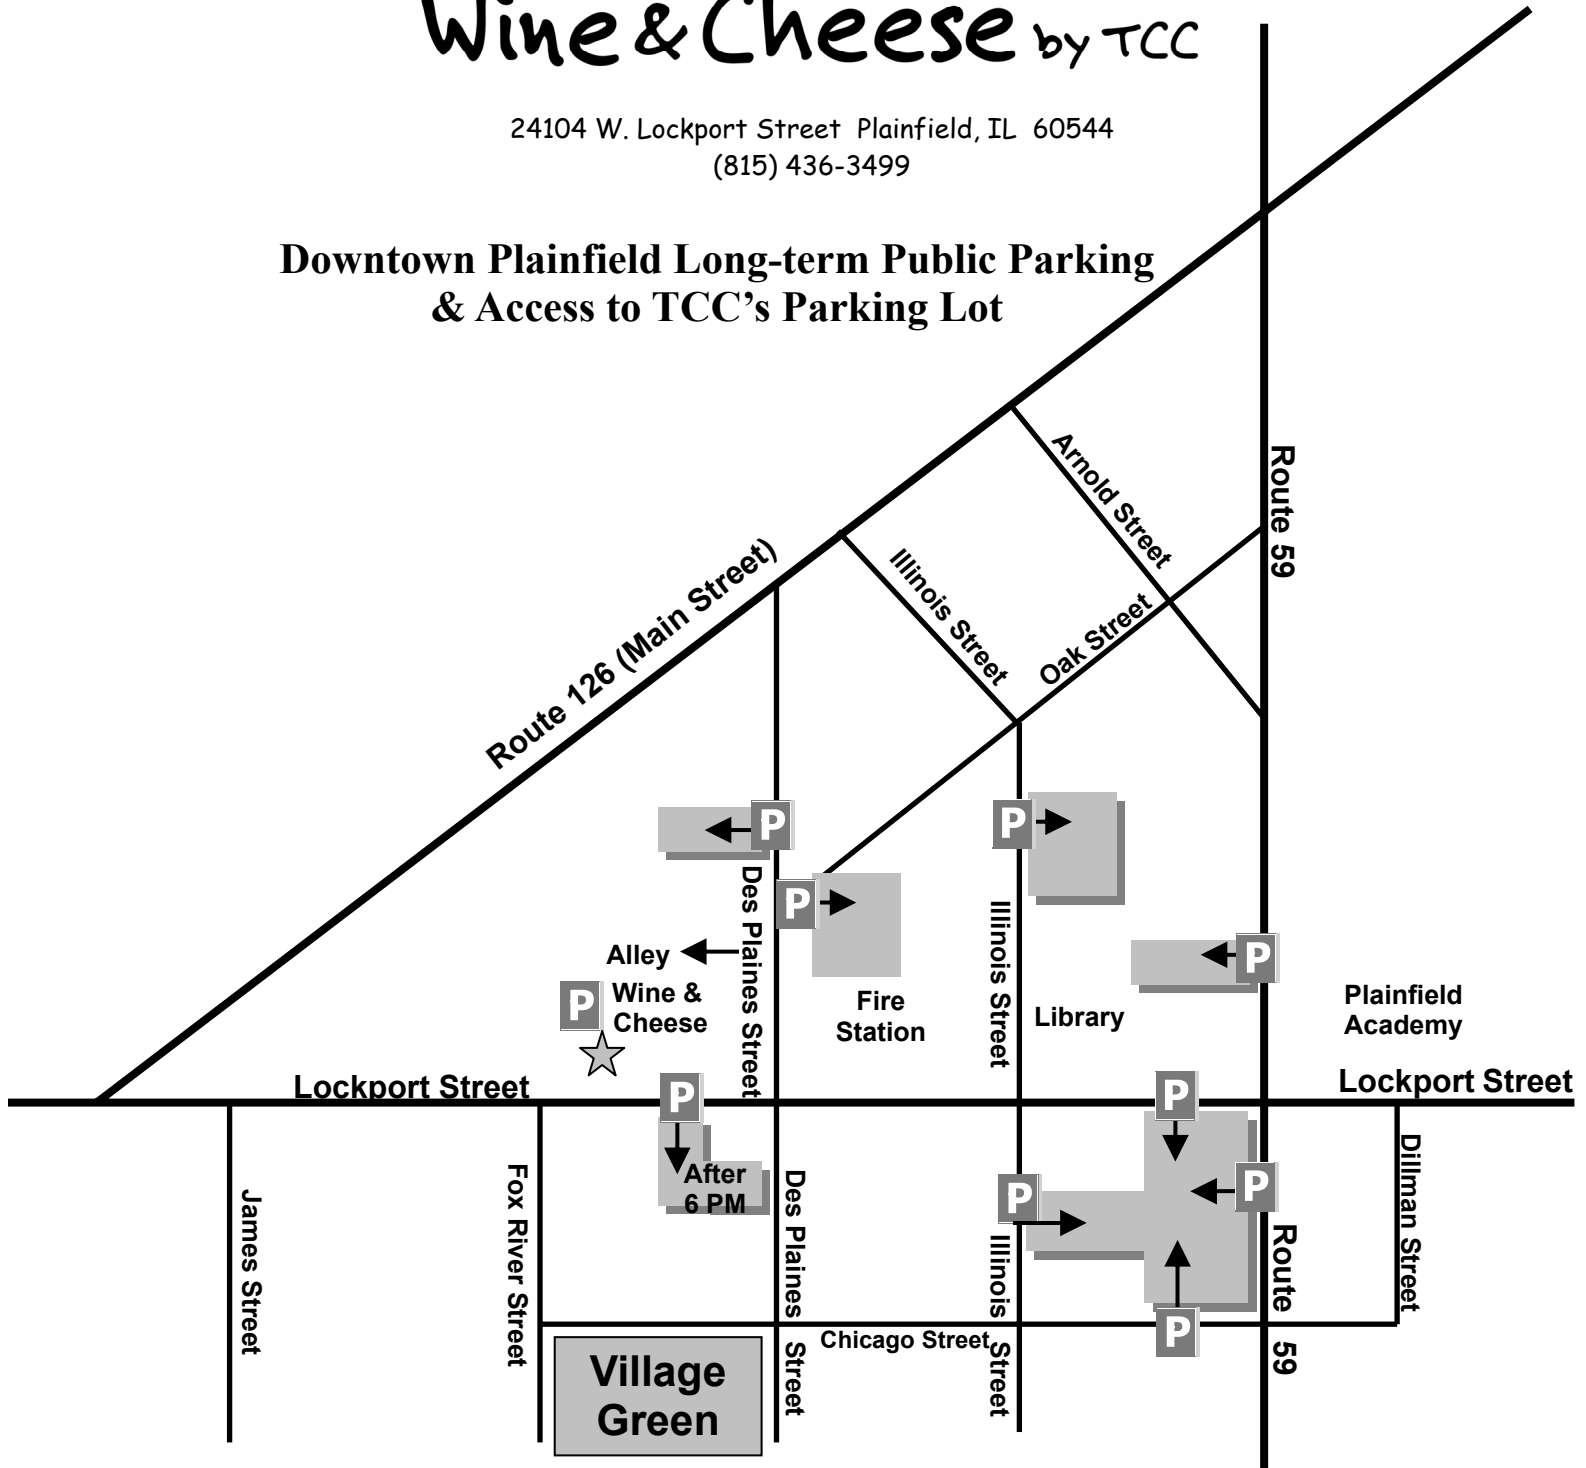 Wine & Cheese by TCC
24104 W. Lockport Street Plainfield, IL 60544
(815) 436-3499
Downtown Plainfield Long-term Public Parking
& Access to TCC’s Parking Lot
Route 126 (Main Street)
Illinois Street
Arnold Street
Oak Street
Route 59
P
P
P
P
P
Des Plaines Street
Alley
Wine &
Cheese
Fire
Station
Illinois Street
Library
Plainfield
Academy
Lockport Street
Lockport Street
P
P
P
P
P
After
6 PM
James Street
Fox River Street
Des Plaines Street
Illinois Street
Route 59
Dillman Street
Chicago Street
P
Village
Green